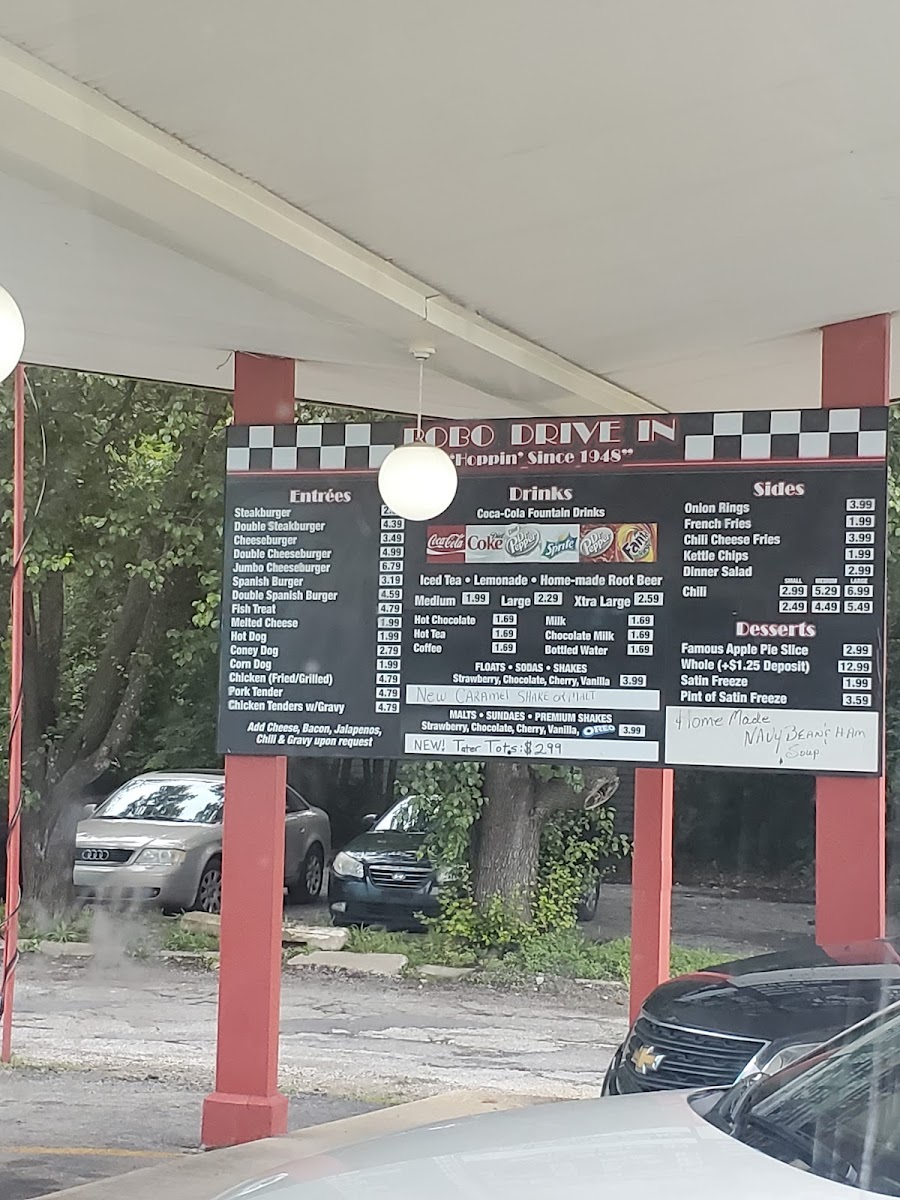 BOBO DRIVE IN
"Hoppin' Since 1948"
Entrées
Steakburger
Double Steakburger 4.39
Cheeseburger 3.49
Double Cheeseburger 4.99
Jumbo Cheeseburger 6.79
Spanish Burger 3.19
Double Spanish Burger 4.59
Fish Treat 4.79
Melted Cheese 1.99
Hot Dog 1.99
Coney Dog 2.79
Corn Dog 1.99
Chicken (Fried/Grilled) 4.79
Pork Tender 4.79
Chicken Tenders w/Gravy 4.79
Add Cheese, Bacon, Jalapenos,
Chili & Gravy upon request
Drinks
Coca-Cola Fountain Drinks
Coca-Cola Diet Coke Diet Dr Pepper Sprite Dr Pepper Fanta
Iced Tea • Lemonade • Home-made Root Beer
Medium 1.99 Large 2.29 Xtra Large 2.59
Hot Chocolate 1.69 Milk 1.69
Hot Tea 1.69 Chocolate Milk 1.69
Coffee 1.69 Bottled Water 1.69
FLOATS • SODAS • SHAKES
Strawberry, Chocolate, Cherry, Vanilla 3.99
New Caramel Shake or Malt
MALTS • SUNDAES • PREMIUM SHAKES
Strawberry, Chocolate, Cherry, Vanilla, OREO 3.99
NEW! Tater Tots: $2.99
Sides
Onion Rings 3.99
French Fries 1.99
Chili Cheese Fries 3.99
Kettle Chips 1.99
Dinner Salad 2.99
SMALL MEDIUM LARGE
Chili 2.99 5.29 6.99
2.49 4.49 5.49
Desserts
Famous Apple Pie Slice 2.99
Whole (+$1.25 Deposit) 12.99
Satin Freeze 1.99
Pint of Satin Freeze 3.59
Home Made
Navy Bean & Ham
Soup